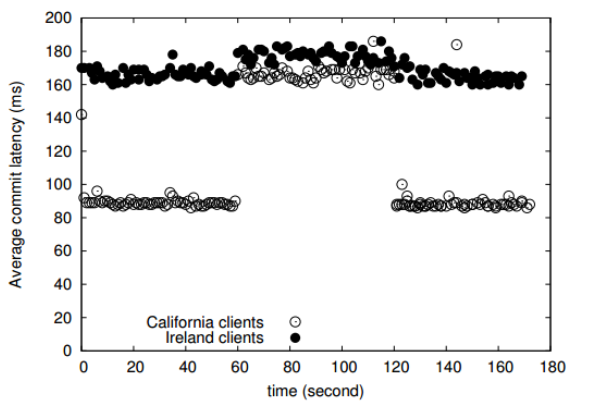 200
180
160
140
120
100
80
60
40
20
0
Average commit latency (ms)
California clients
Ireland clients
0 20 40 60 80 100 120 140 160 180
time (second)